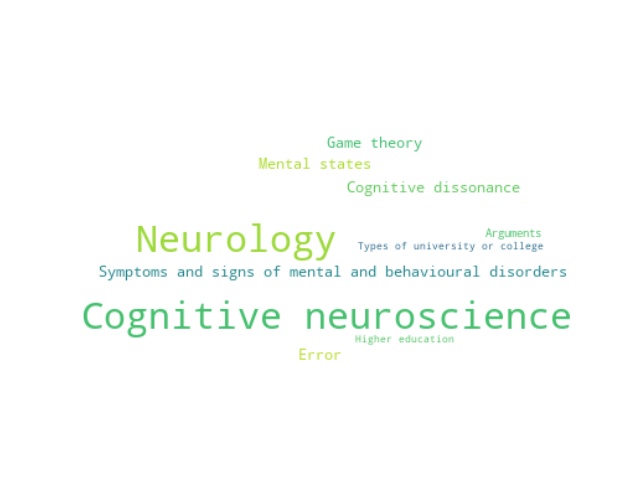 Game theory
Mental states
Cognitive dissonance
Neurology
Arguments
Types of university or college
Symptoms and signs of mental and behavioural disorders
Cognitive neuroscience
Higher education
Error